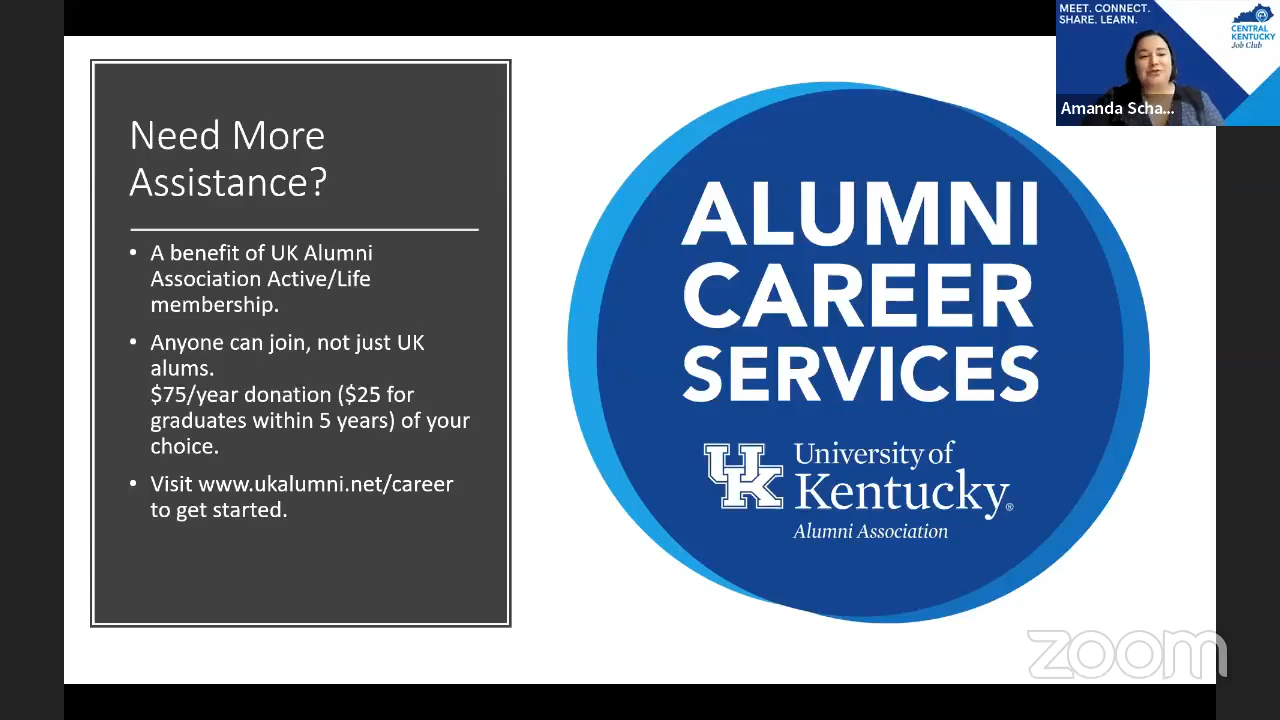 MEET. CONNECT.
SHARE. LEARN.
CENTRAL
KENTUCKY
Job Club
Amanda Scha...
Need More
Assistance?
• A benefit of UK Alumni
Association Active/Life
membership.
• Anyone can join, not just UK
alums.
$75/year donation ($25 for
graduates within 5 years) of your
choice.
• Visit www.ukalumni.net/career
to get started.
ALUMNI
CAREER
SERVICES
UK
University of
Kentucky®
Alumni Association
zoom